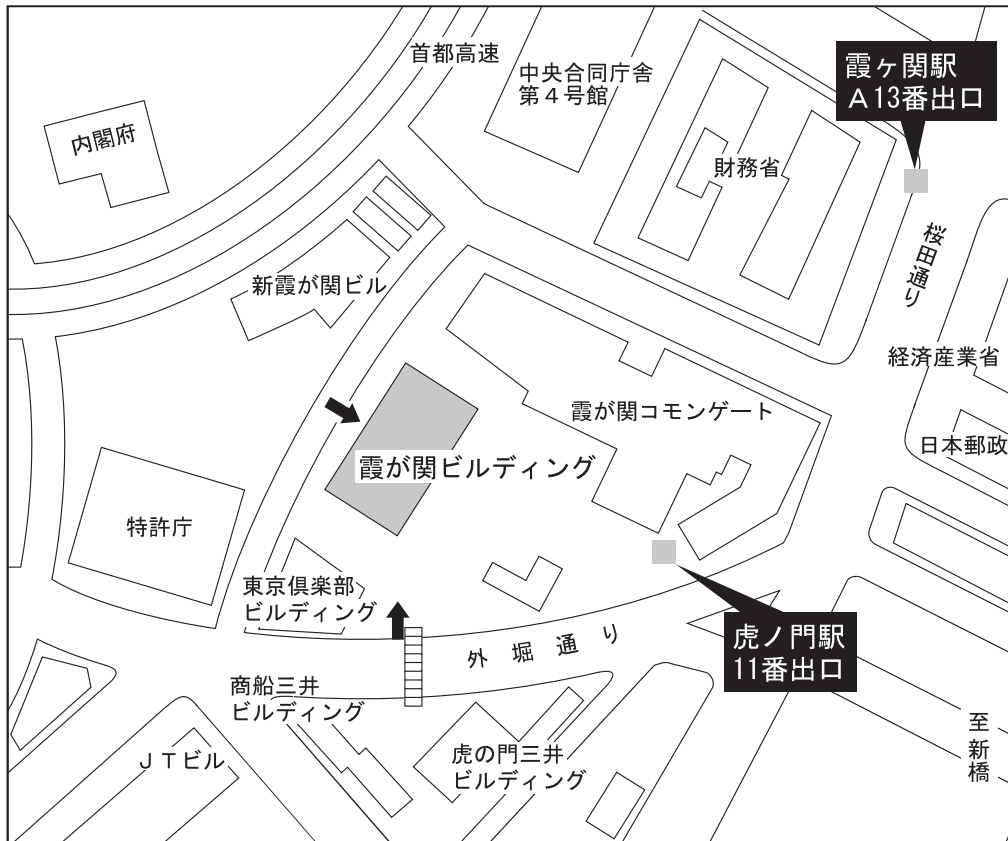 首都高速
中央合同庁舎
第４号館
霞ヶ関駅
Ａ13番出口
内閣府
財務省
桜田通り
新霞が関ビル
経済産業省
霞が関コモンゲート
日本郵政
霞が関ビルディング
特許庁
東京倶楽部
ビルディング
外堀通り
虎ノ門駅
11番出口
商船三井
ビルディング
至新橋
ＪＴビル
虎の門三井
ビルディング